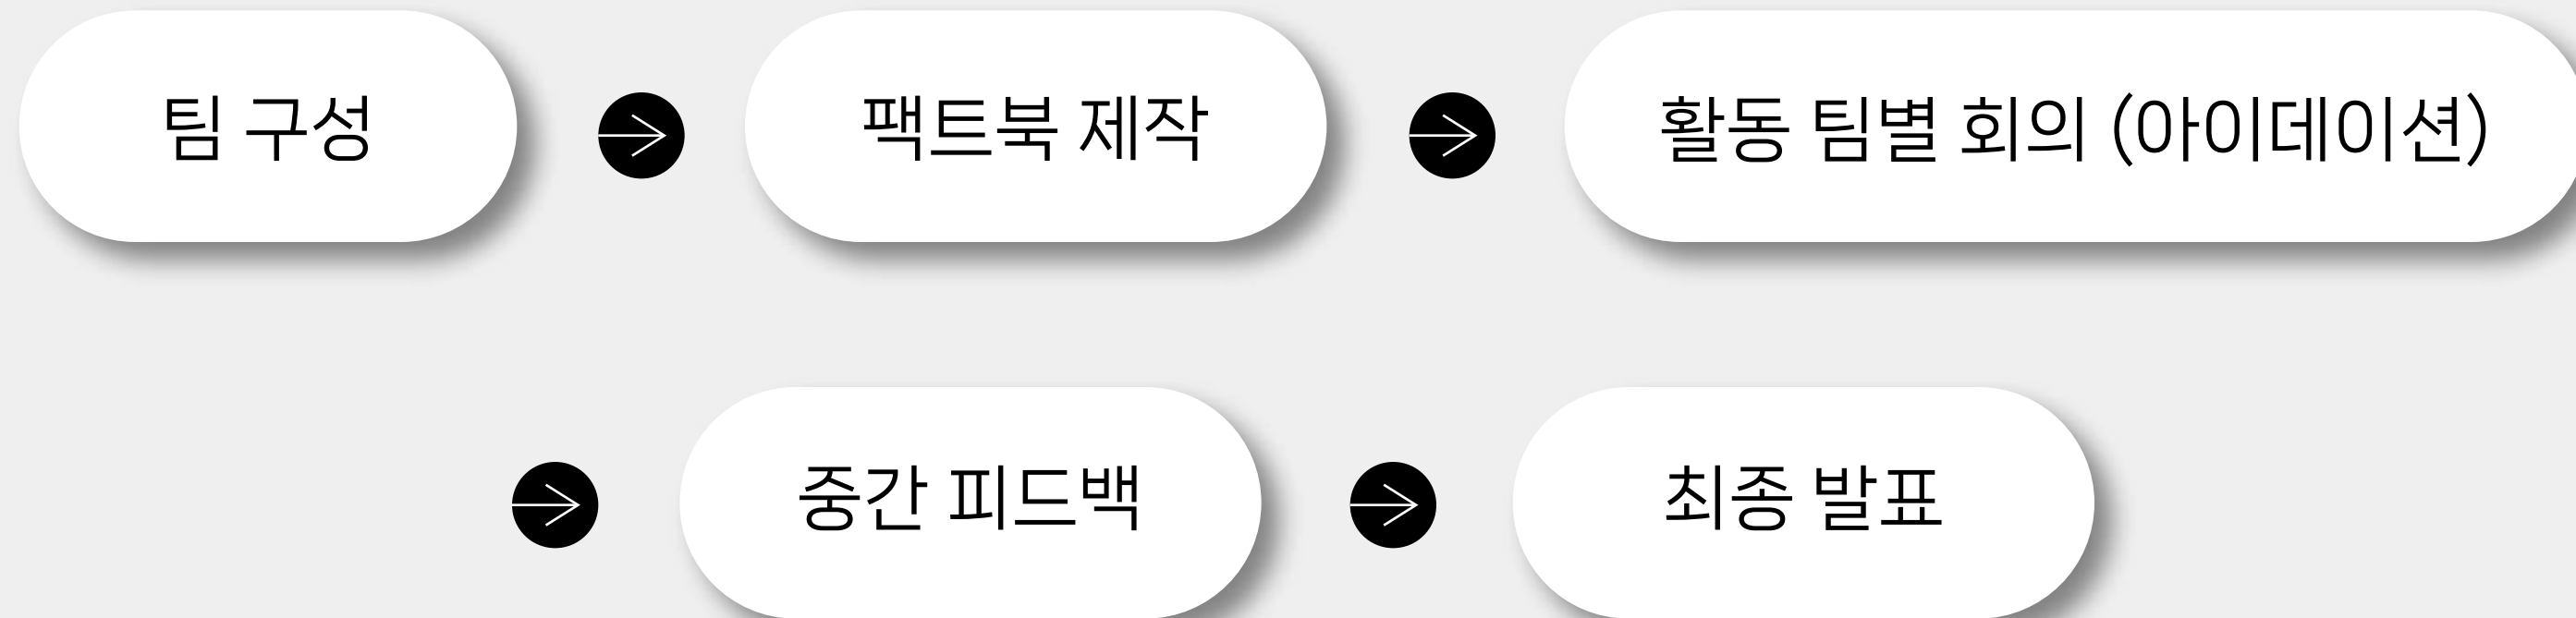 팀 구성
팩트북 제작
활동 팀별 회의 (아이데이션)
중간 피드백
최종 발표